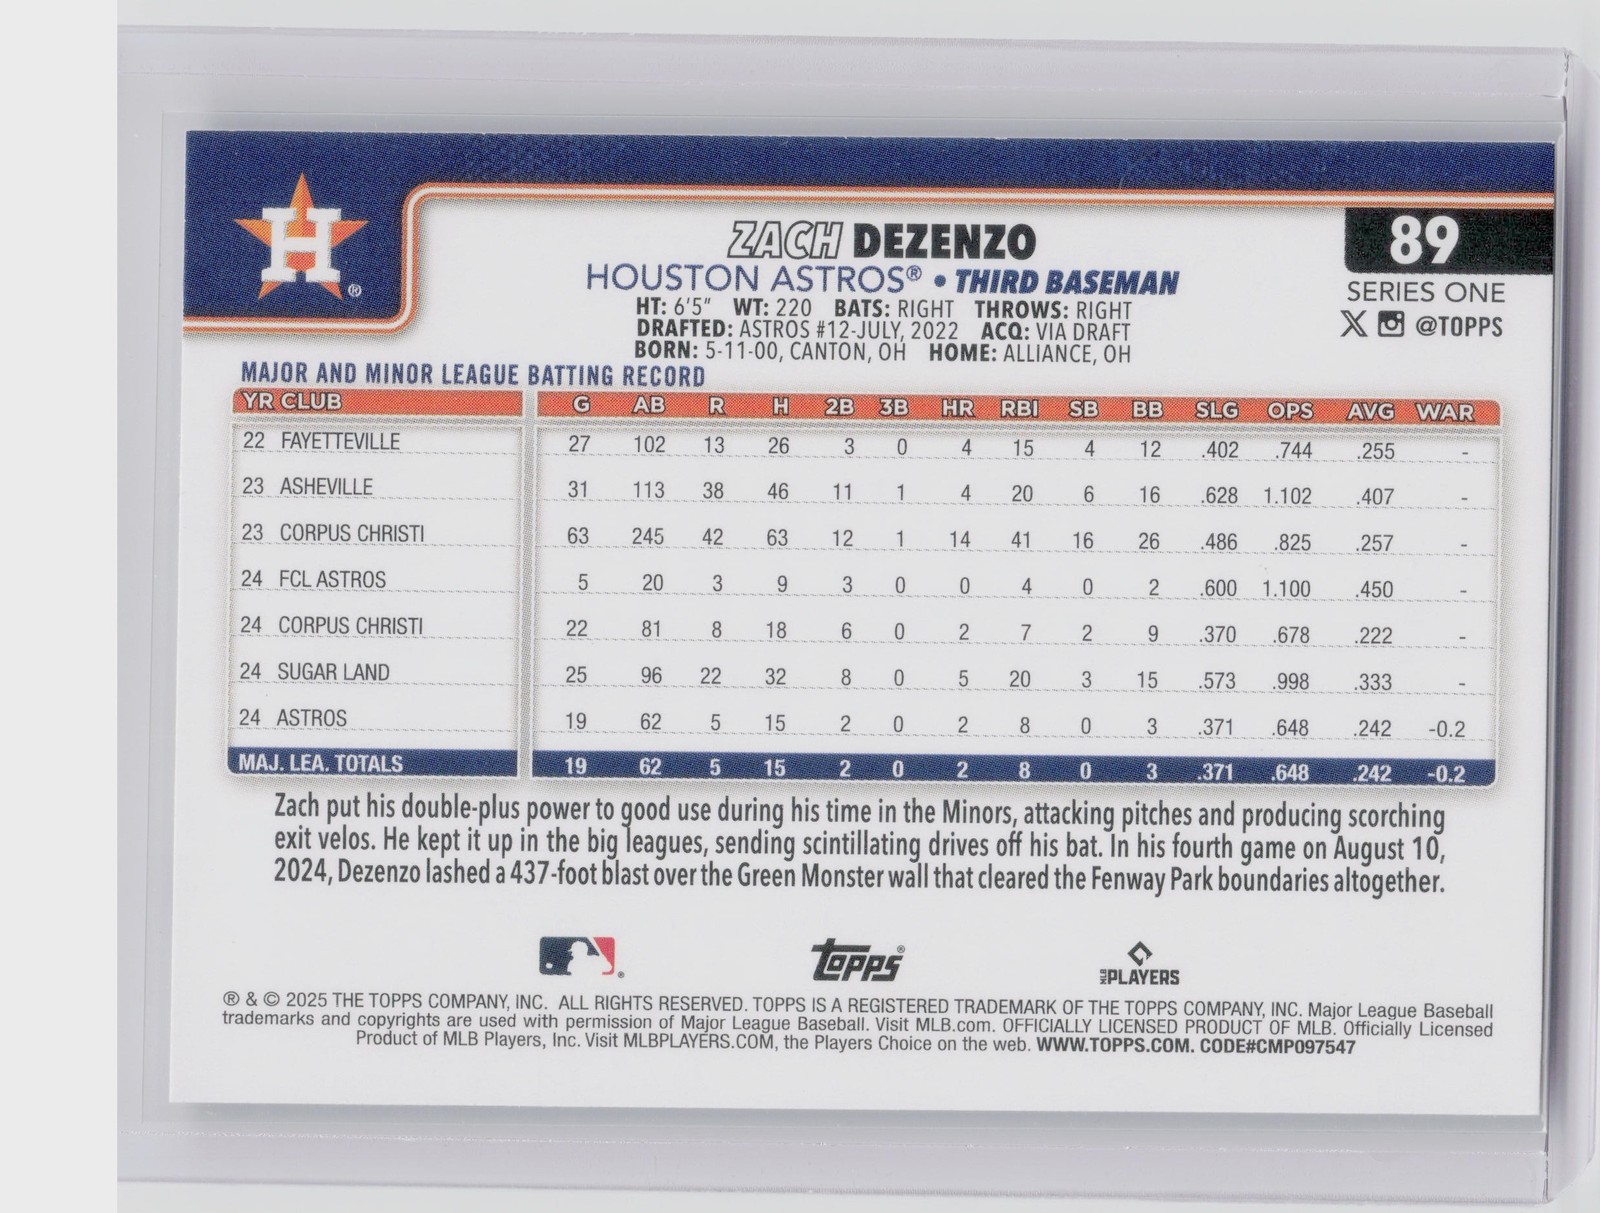 H ®
ZACH DEZENZO
HOUSTON ASTROS® • THIRD BASEMAN
HT: 6'5" WT: 220 BATS: RIGHT THROWS: RIGHT
DRAFTED: ASTROS #12-JULY, 2022 ACQ: VIA DRAFT
BORN: 5-11-00, CANTON, OH HOME: ALLIANCE, OH
89
SERIES ONE
X @TOPPS
MAJOR AND MINOR LEAGUE BATTING RECORD
YR CLUB G AB R H 2B 3B HR RBI SB BB SLG OPS AVG WAR
22 FAYETTEVILLE 27 102 13 26 3 0 4 15 4 12 .402 .744 .255 -
23 ASHEVILLE 31 113 38 46 11 1 4 20 6 16 .628 1.102 .407 -
23 CORPUS CHRISTI 63 245 42 63 12 1 14 41 16 26 .486 .825 .257 -
24 FCL ASTROS 5 20 3 9 3 0 0 4 0 2 .600 1.100 .450 -
24 CORPUS CHRISTI 22 81 8 18 6 0 2 7 2 9 .370 .678 .222 -
24 SUGAR LAND 25 96 22 32 8 0 5 20 3 15 .573 .998 .333 -
24 ASTROS 19 62 5 15 2 0 2 8 0 3 .371 .648 .242 -0.2
MAJ. LEA. TOTALS 19 62 5 15 2 0 2 8 0 3 .371 .648 .242 -0.2
Zach put his double-plus power to good use during his time in the Minors, attacking pitches and producing scorching
exit velos. He kept it up in the big leagues, sending scintillating drives off his bat. In his fourth game on August 10,
2024, Dezenzo lashed a 437-foot blast over the Green Monster wall that cleared the Fenway Park boundaries altogether.
Topps®
MLB PLAYERS
® & © 2025 THE TOPPS COMPANY, INC. ALL RIGHTS RESERVED. TOPPS IS A REGISTERED TRADEMARK OF THE TOPPS COMPANY, INC. Major League Baseball
trademarks and copyrights are used with permission of Major League Baseball. Visit MLB.com. OFFICIALLY LICENSED PRODUCT OF MLB. Officially Licensed
Product of MLB Players, Inc. Visit MLBPLAYERS.COM, the Players Choice on the web. WWW.TOPPS.COM. CODE#CMP097547